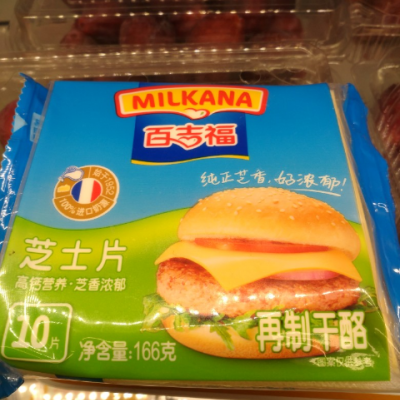 MILKANA
百吉福
纯正芝香,好浓郁!
芝士片
高钙营养·芝香浓郁
10片
净含量:166克
再制干酪